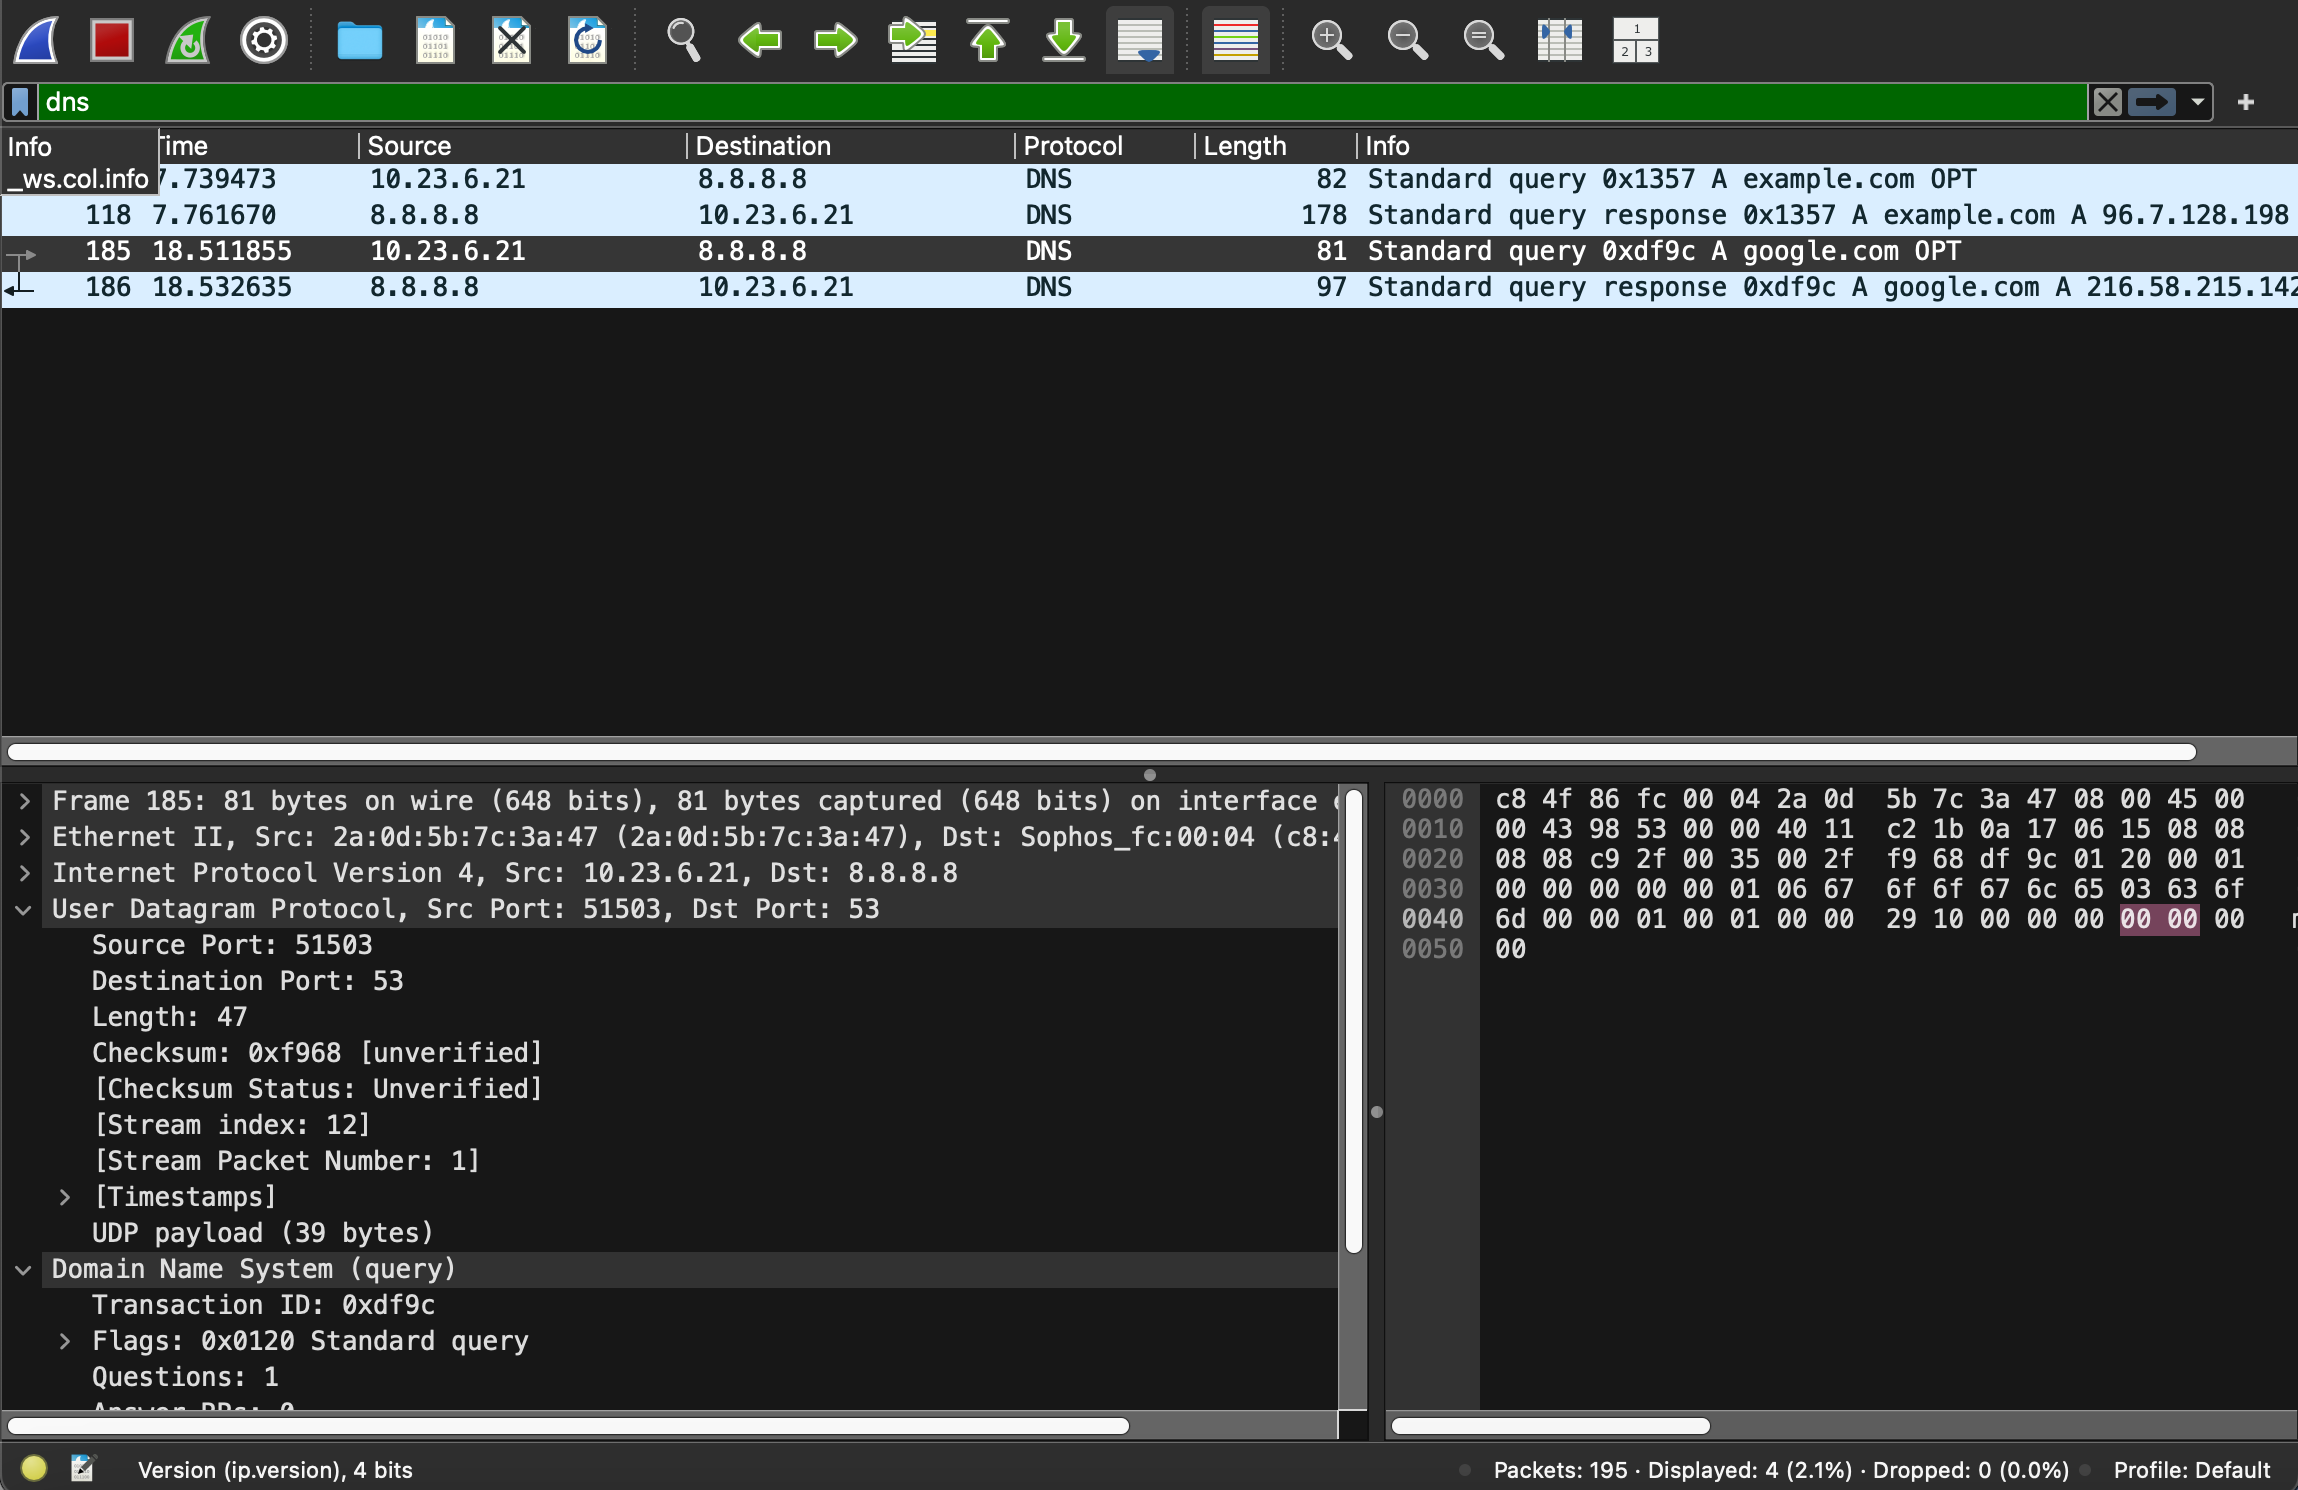 1
2 3
dns
Info
_ws.col.info
Time Source Destination Protocol Length Info
7.739473 10.23.6.21 8.8.8.8 DNS 82 Standard query 0x1357 A example.com OPT
118 7.761670 8.8.8.8 10.23.6.21 DNS 178 Standard query response 0x1357 A example.com A 96.7.128.198
185 18.511855 10.23.6.21 8.8.8.8 DNS 81 Standard query 0xdf9c A google.com OPT
186 18.532635 8.8.8.8 10.23.6.21 DNS 97 Standard query response 0xdf9c A google.com A 216.58.215.142
Frame 185: 81 bytes on wire (648 bits), 81 bytes captured (648 bits) on interface
Ethernet II, Src: 2a:0d:5b:7c:3a:47 (2a:0d:5b:7c:3a:47), Dst: Sophos_fc:00:04 (c8:4
Internet Protocol Version 4, Src: 10.23.6.21, Dst: 8.8.8.8
User Datagram Protocol, Src Port: 51503, Dst Port: 53
Source Port: 51503
Destination Port: 53
Length: 47
Checksum: 0xf968 [unverified]
[Checksum Status: Unverified]
[Stream index: 12]
[Stream Packet Number: 1]
[Timestamps]
UDP payload (39 bytes)
Domain Name System (query)
Transaction ID: 0xdf9c
Flags: 0x0120 Standard query
Questions: 1
Answer RRs: 0
0000 c8 4f 86 fc 00 04 2a 0d 5b 7c 3a 47 08 00 45 00
0010 00 43 98 53 00 00 40 11 c2 1b 0a 17 06 15 08 08
0020 08 08 c9 2f 00 35 00 2f f9 68 df 9c 01 20 00 01
0030 00 00 00 00 00 01 06 67 6f 6f 67 6c 65 03 63 6f
0040 6d 00 00 01 00 01 00 00 29 10 00 00 00 00 00 00
0050 00
Version (ip.version), 4 bits
Packets: 195 · Displayed: 4 (2.1%) · Dropped: 0 (0.0%)
Profile: Default